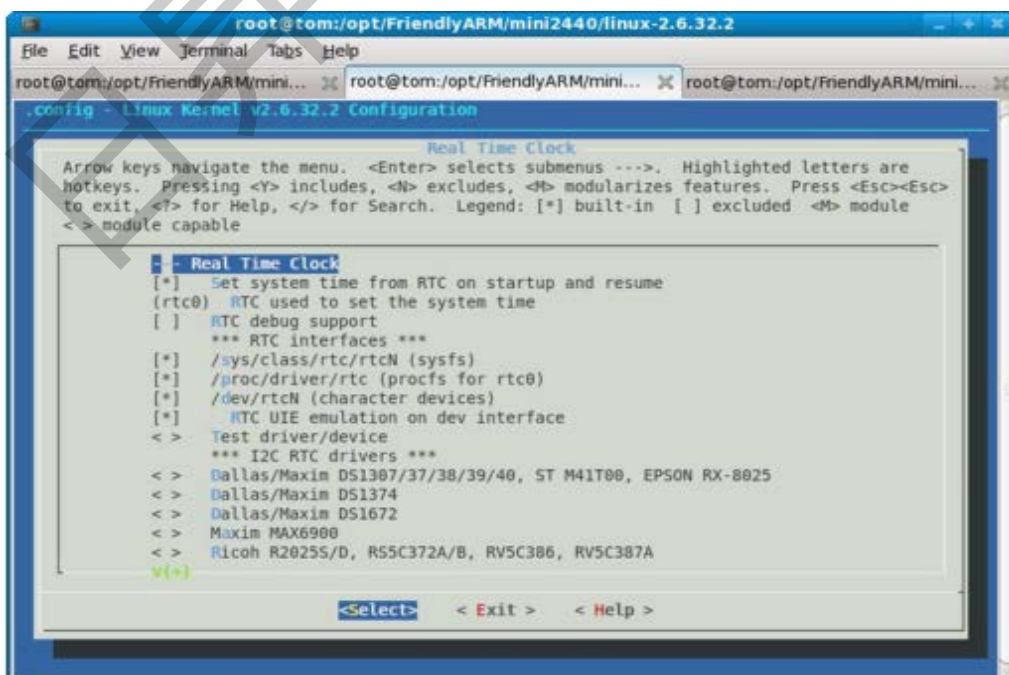 root@tom:/opt/FriendlyARM/mini2440/linux-2.6.32.2
File Edit View Terminal Tabs Help
root@tom:/opt/FriendlyARM/mini... root@tom:/opt/FriendlyARM/mini... root@tom:/opt/FriendlyARM/mini...
.config - Linux Kernel v2.6.32.2 Configuration
Real Time Clock
Arrow keys navigate the menu. <Enter> selects submenus --->. Highlighted letters are
hotkeys. Pressing <Y> includes, <N> excludes, <M> modularizes features. Press <Esc><Esc>
to exit, <?> for Help, </> for Search. Legend: [*] built-in [ ] excluded <M> module
< > module capable
--- Real Time Clock
[*] Set system time from RTC on startup and resume
(rtc0) RTC used to set the system time
[ ] RTC debug support
*** RTC interfaces ***
[*] /sys/class/rtc/rtcN (sysfs)
[*] /proc/driver/rtc (procfs for rtc0)
[*] /dev/rtcN (character devices)
[*] RTC UIE emulation on dev interface
< > Test driver/device
*** I2C RTC drivers ***
< > Dallas/Maxim DS1307/37/38/39/40, ST M41T00, EPSON RX-8025
< > Dallas/Maxim DS1374
< > Dallas/Maxim DS1672
< > Maxim MAX6900
< > Ricoh R2025S/D, RS5C372A/B, RV5C386, RV5C387A
v(+)
<Select> < Exit > < Help >